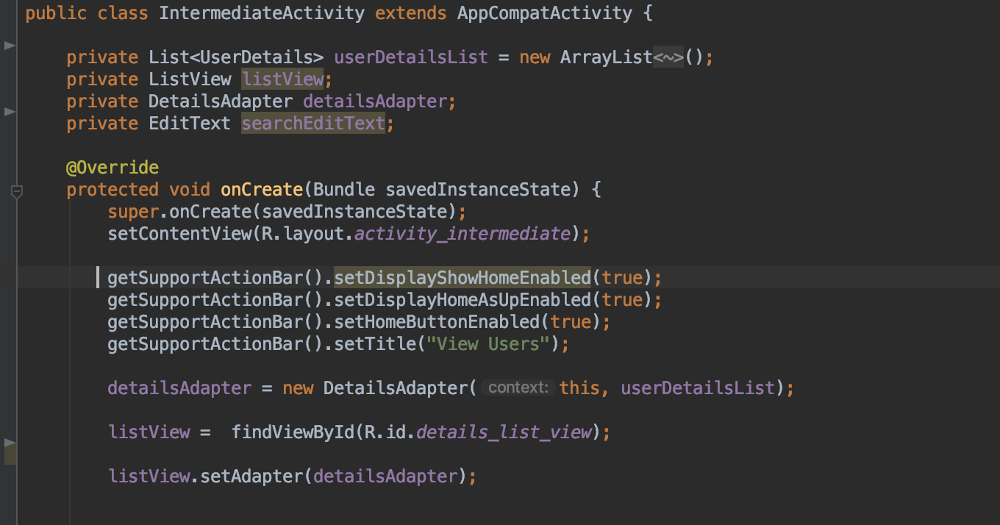 public class IntermediateActivity extends AppCompatActivity {
private List<UserDetails> userDetailsList = new ArrayList<~>();
private ListView listView;
private DetailsAdapter detailsAdapter;
private EditText searchEditText;
@Override
protected void onCreate(Bundle savedInstanceState) {
super.onCreate(savedInstanceState);
setContentView(R.layout.activity_intermediate);
getSupportActionBar().setDisplayShowHomeEnabled(true);
getSupportActionBar().setDisplayHomeAsUpEnabled(true);
getSupportActionBar().setHomeButtonEnabled(true);
getSupportActionBar().setTitle("View Users");
detailsAdapter = new DetailsAdapter( context: this, userDetailsList);
listView =  findViewById(R.id.details_list_view);
listView.setAdapter(detailsAdapter);